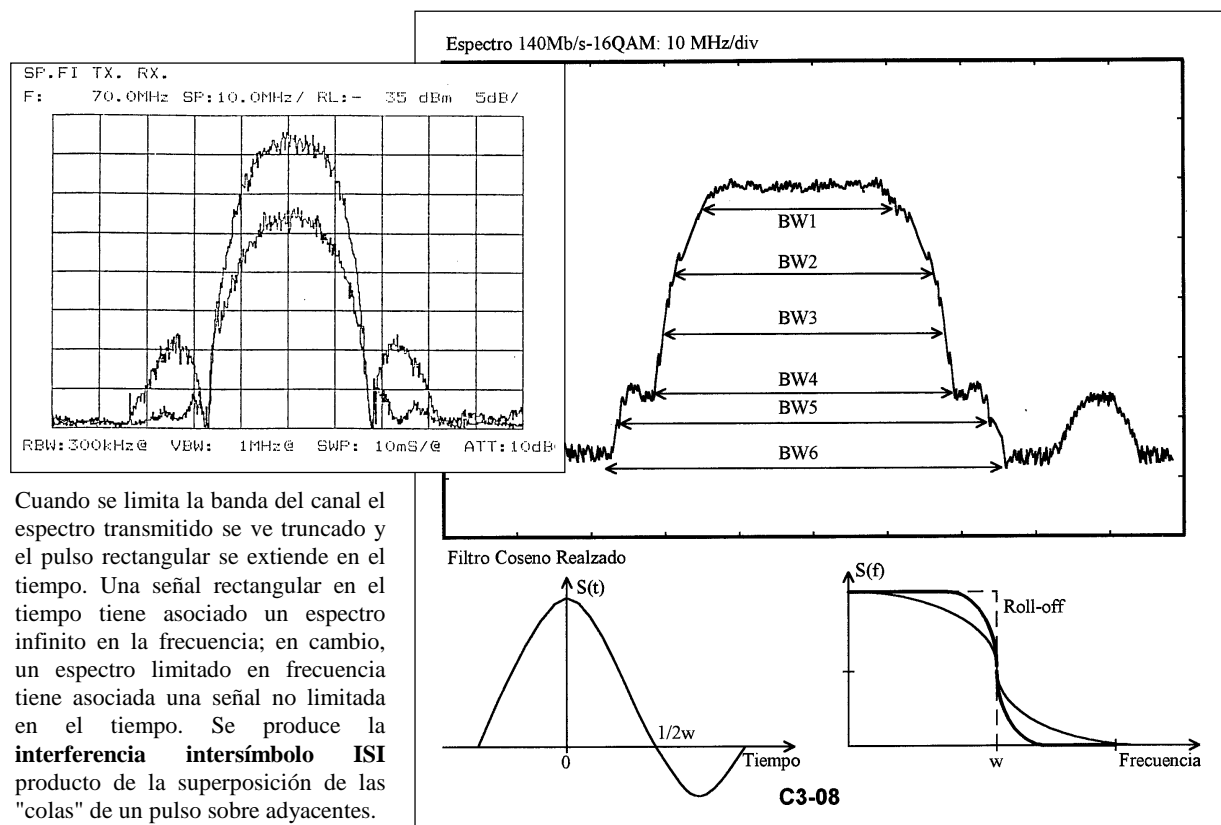 Espectro 140Mb/s-16QAM: 10 MHz/div
SP.FI TX. RX.
F: 70.0MHz SP:10.0MHz/ RL:- 35 dBm 5dB/
RBW:300kHz@ VBW: 1MHz@ SWP: 10mS/@ ATT:10dB
BW1
BW2
BW3
BW4
BW5
BW6
Cuando se limita la banda del canal el
espectro transmitido se ve truncado y
el pulso rectangular se extiende en el
tiempo. Una señal rectangular en el
tiempo tiene asociado un espectro
infinito en la frecuencia; en cambio,
un espectro limitado en frecuencia
tiene asociada una señal no limitada
en el tiempo. Se produce la
interferencia intersímbolo ISI
producto de la superposición de las
"colas" de un pulso sobre adyacentes.
Filtro Coseno Realzado
S(t)
1/2w
0
Tiempo
S(f)
Roll-off
w
Frecuencia
C3-08